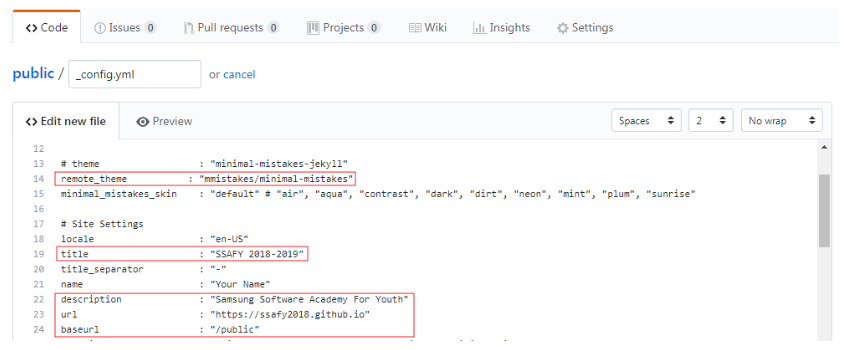 Code Issues 0 Pull requests 0 Projects 0 Wiki Insights Settings
public / _config.yml or cancel
Edit new file Preview Spaces 2 No wrap
12
13 # theme : "minimal-mistakes-jekyll"
14 remote_theme : "mmistakes/minimal-mistakes"
15 minimal_mistakes_skin : "default" # "air", "aqua", "contrast", "dark", "dirt", "neon", "mint", "plum", "sunrise"
16
17 # Site Settings
18 locale : "en-US"
19 title : "SSAFY 2018-2019"
20 title_separator : "-"
21 name : "Your Name"
22 description : "Samsung Software Academy For Youth"
23 url : "https://ssafy2018.github.io"
24 baseurl : "/public"